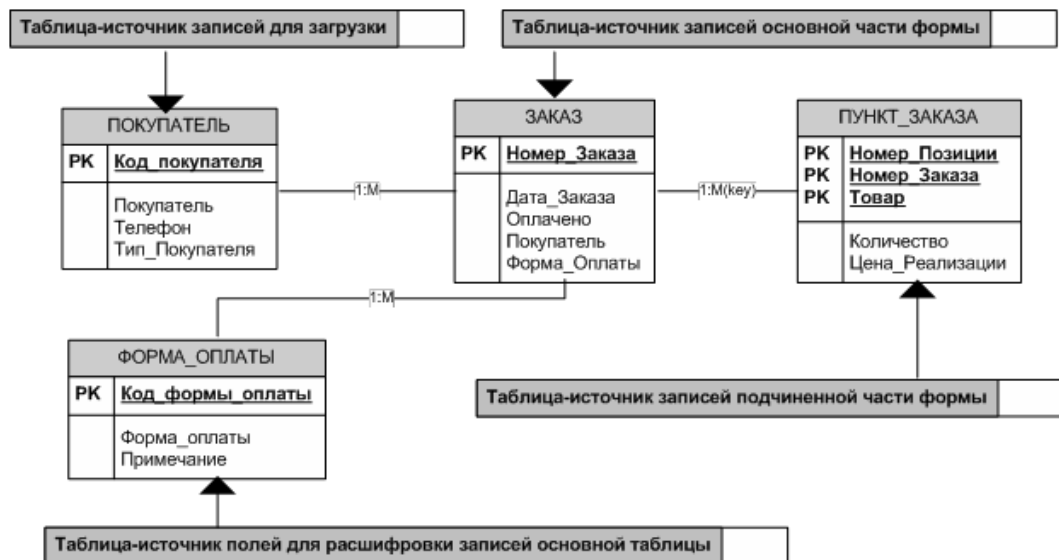 Таблица-источник записей для загрузки
Таблица-источник записей основной части формы
ПОКУПАТЕЛЬ
PK Код_покупателя
Покупатель
Телефон
Тип_Покупателя
1:M
ЗАКАЗ
PK Номер_Заказа
Дата_Заказа
Оплачено
Покупатель
Форма_Оплаты
1:M(key)
ПУНКТ_ЗАКАЗА
PK Номер_Позиции
PK Номер_Заказа
PK Товар
Количество
Цена_Реализации
1:M
ФОРМА_ОПЛАТЫ
PK Код_формы_оплаты
Форма_оплаты
Примечание
Таблица-источник записей подчиненной части формы
Таблица-источник полей для расшифровки записей основной таблицы